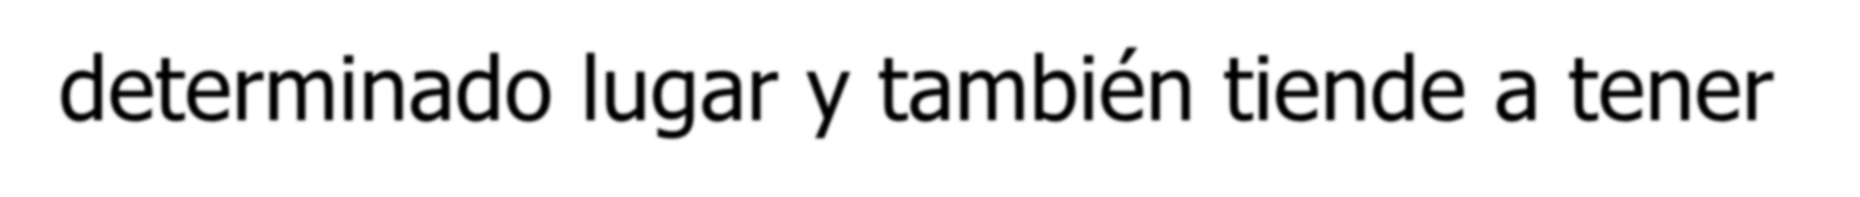 determinado lugar y también tiende a tener